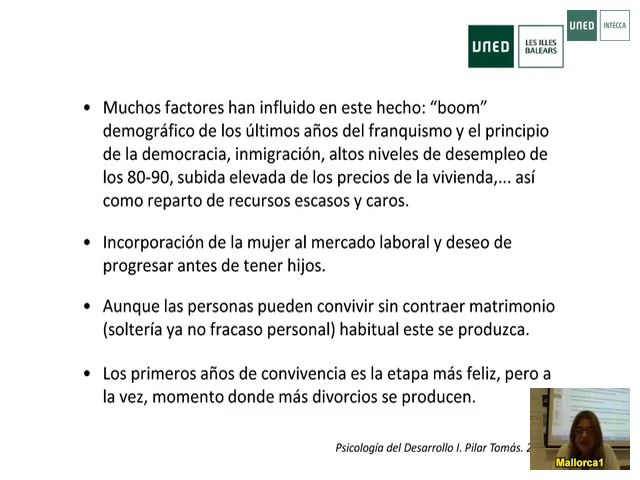 UNED
INTECCA
UNED
LES ILLES
BALEARS
• Muchos factores han influido en este hecho: “boom”
demográfico de los últimos años del franquismo y el principio
de la democracia, inmigración, altos niveles de desempleo de
los 80-90, subida elevada de los precios de la vivienda,... así
como reparto de recursos escasos y caros.
• Incorporación de la mujer al mercado laboral y deseo de
progresar antes de tener hijos.
• Aunque las personas pueden convivir sin contraer matrimonio
(soltería ya no fracaso personal) habitual este se produzca.
• Los primeros años de convivencia es la etapa más feliz, pero a
la vez, momento donde más divorcios se producen.
Psicología del Desarrollo I. Pilar Tomás. 2
Mallorca1